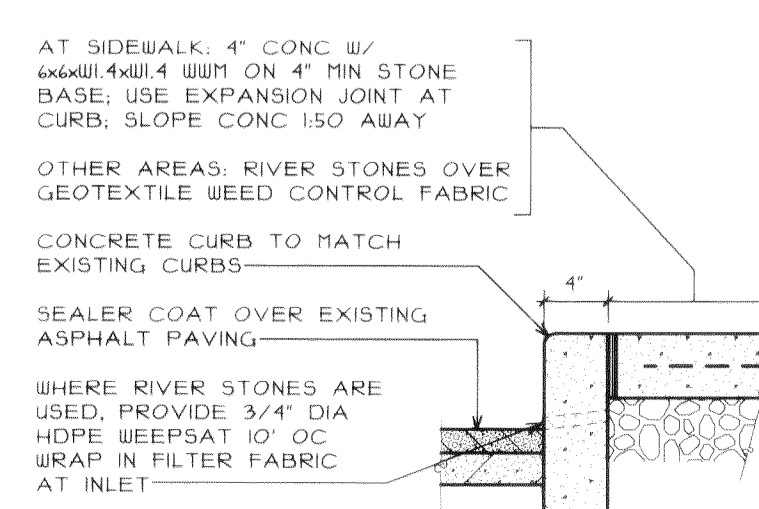 AT SIDEWALK: 4" CONC W/
6x6xW1.4xW1.4 WWM ON 4" MIN STONE
BASE; USE EXPANSION JOINT AT
CURB; SLOPE CONC 1:50 AWAY
OTHER AREAS: RIVER STONES OVER
GEOTEXTILE WEED CONTROL FABRIC
CONCRETE CURB TO MATCH
EXISTING CURBS
4"
SEALER COAT OVER EXISTING
ASPHALT PAVING
WHERE RIVER STONES ARE
USED, PROVIDE 3/4" DIA
HDPE WEEPSAT 10' OC
WRAP IN FILTER FABRIC
AT INLET